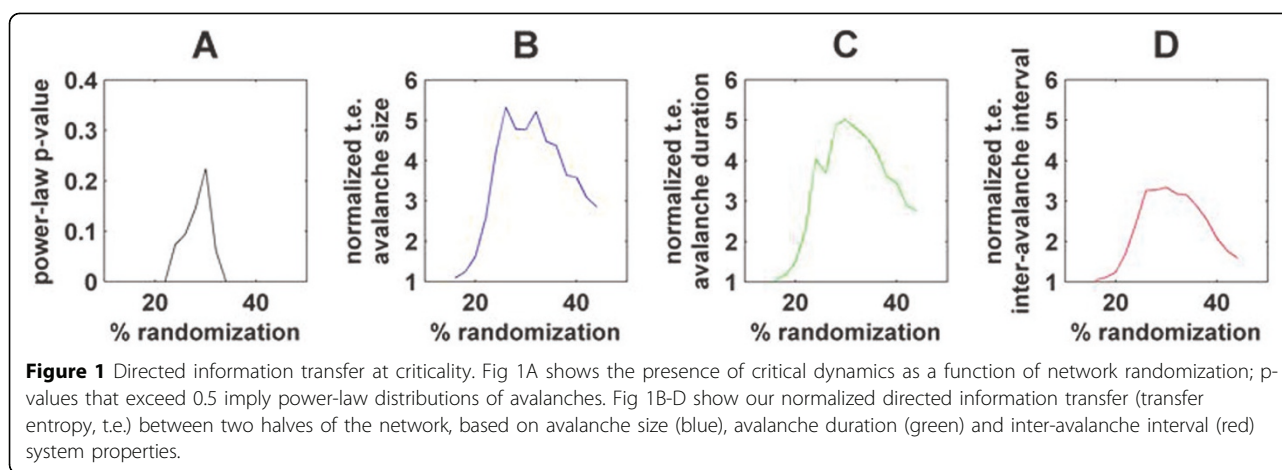 A
B
C
D
power-law p-value
0.4
0.3
0.2
0.1
0
20 40
% randomization
normalized t.e.
avalanche size
6
5
4
3
2
1
20 40
% randomization
normalized t.e.
avalanche duration
6
5
4
3
2
1
20 40
% randomization
normalized t.e.
inter-avalanche interval
6
5
4
3
2
1
20 40
% randomization
Figure 1 Directed information transfer at criticality. Fig 1A shows the presence of critical dynamics as a function of network randomization; p-
values that exceed 0.5 imply power-law distributions of avalanches. Fig 1B-D show our normalized directed information transfer (transfer
entropy, t.e.) between two halves of the network, based on avalanche size (blue), avalanche duration (green) and inter-avalanche interval (red)
system properties.